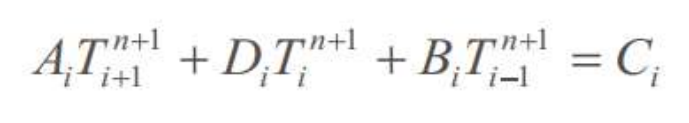 $A_i T_{i+1}^{n+1} + D_i T_i^{n+1} + B_i T_{i-1}^{n+1} = C_i$